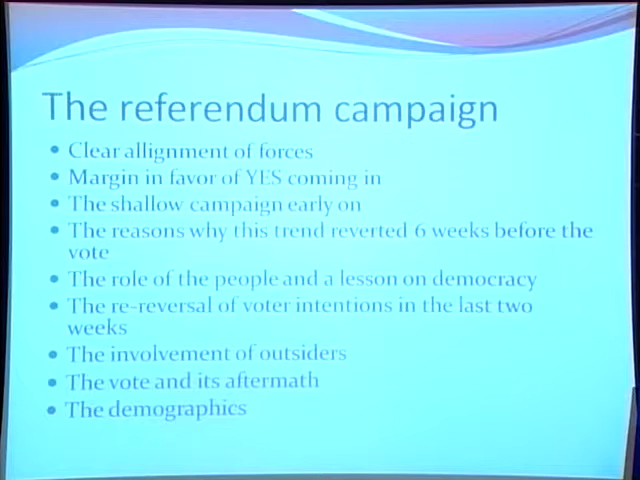 The referendum campaign
• Clear allignment of forces
• Margin in favor of YES coming in
• The shallow campaign early on
• The reasons why this trend reverted 6 weeks before the
vote
• The role of the people and a lesson on democracy
• The re-reversal of voter intentions in the last two
weeks
• The involvement of outsiders
• The vote and its aftermath
• The demographics